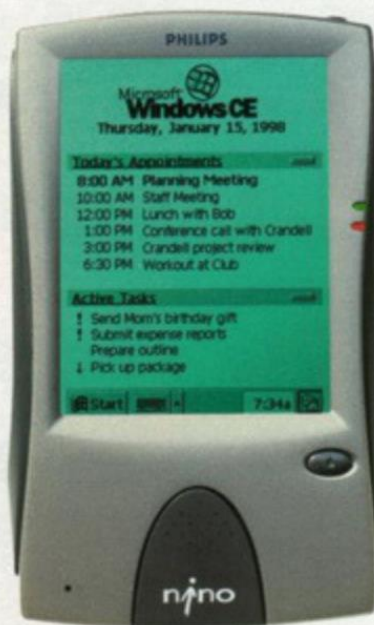 PHILIPS
Microsoft
Windows CE
Thursday, January 15, 1998
Today's Appointments
8:00 AM Planning Meeting
10:00 AM Staff Meeting
12:00 PM Lunch with Bob
1:00 PM Conference call with Crandell
3:00 PM Crandell project review
6:30 PM Workout at Club
Active Tasks
! Send Mom's birthday gift
! Submit expense reports
Prepare outline
↓ Pick up package
Start 7:34a
nino